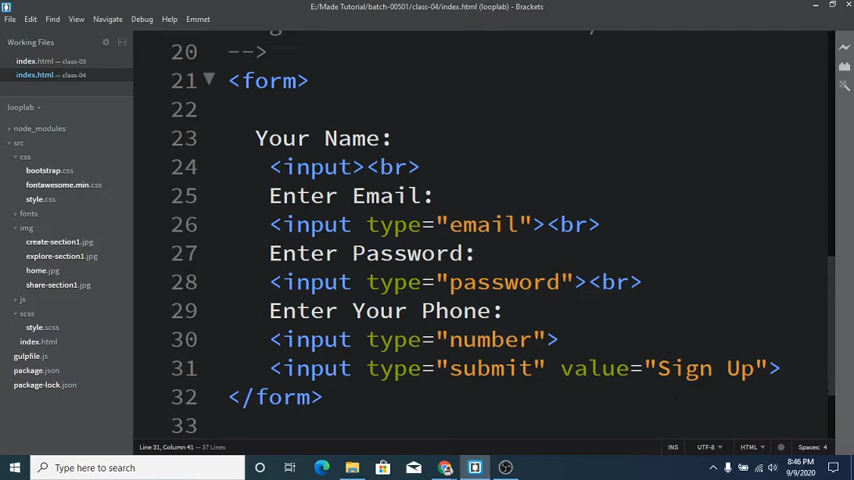 E:/Made Tutorial/batch-00501/class-04/index.html (looplab) - Brackets
File Edit Find View Navigate Debug Help Emmet
Working Files
index.html — class-03
index.html — class-04
looplab
node_modules
src
css
bootstrap.css
fontawesome.min.css
style.css
fonts
img
create-section1.jpg
explore-section1.jpg
home.jpg
share-section1.jpg
js
scss
style.scss
index.html
gulpfile.js
package.json
package-lock.json
20 -->
21 <form>
22
23 Your Name:
24 <input><br>
25 Enter Email:
26 <input type="email"><br>
27 Enter Password:
28 <input type="password"><br>
29 Enter Your Phone:
30 <input type="number">
31 <input type="submit" value="Sign Up">
32 </form>
33
Line 31, Column 41 — 37 Lines
INS UTF-8 HTML Spaces: 4
Type here to search
8:46 PM
9/9/2020